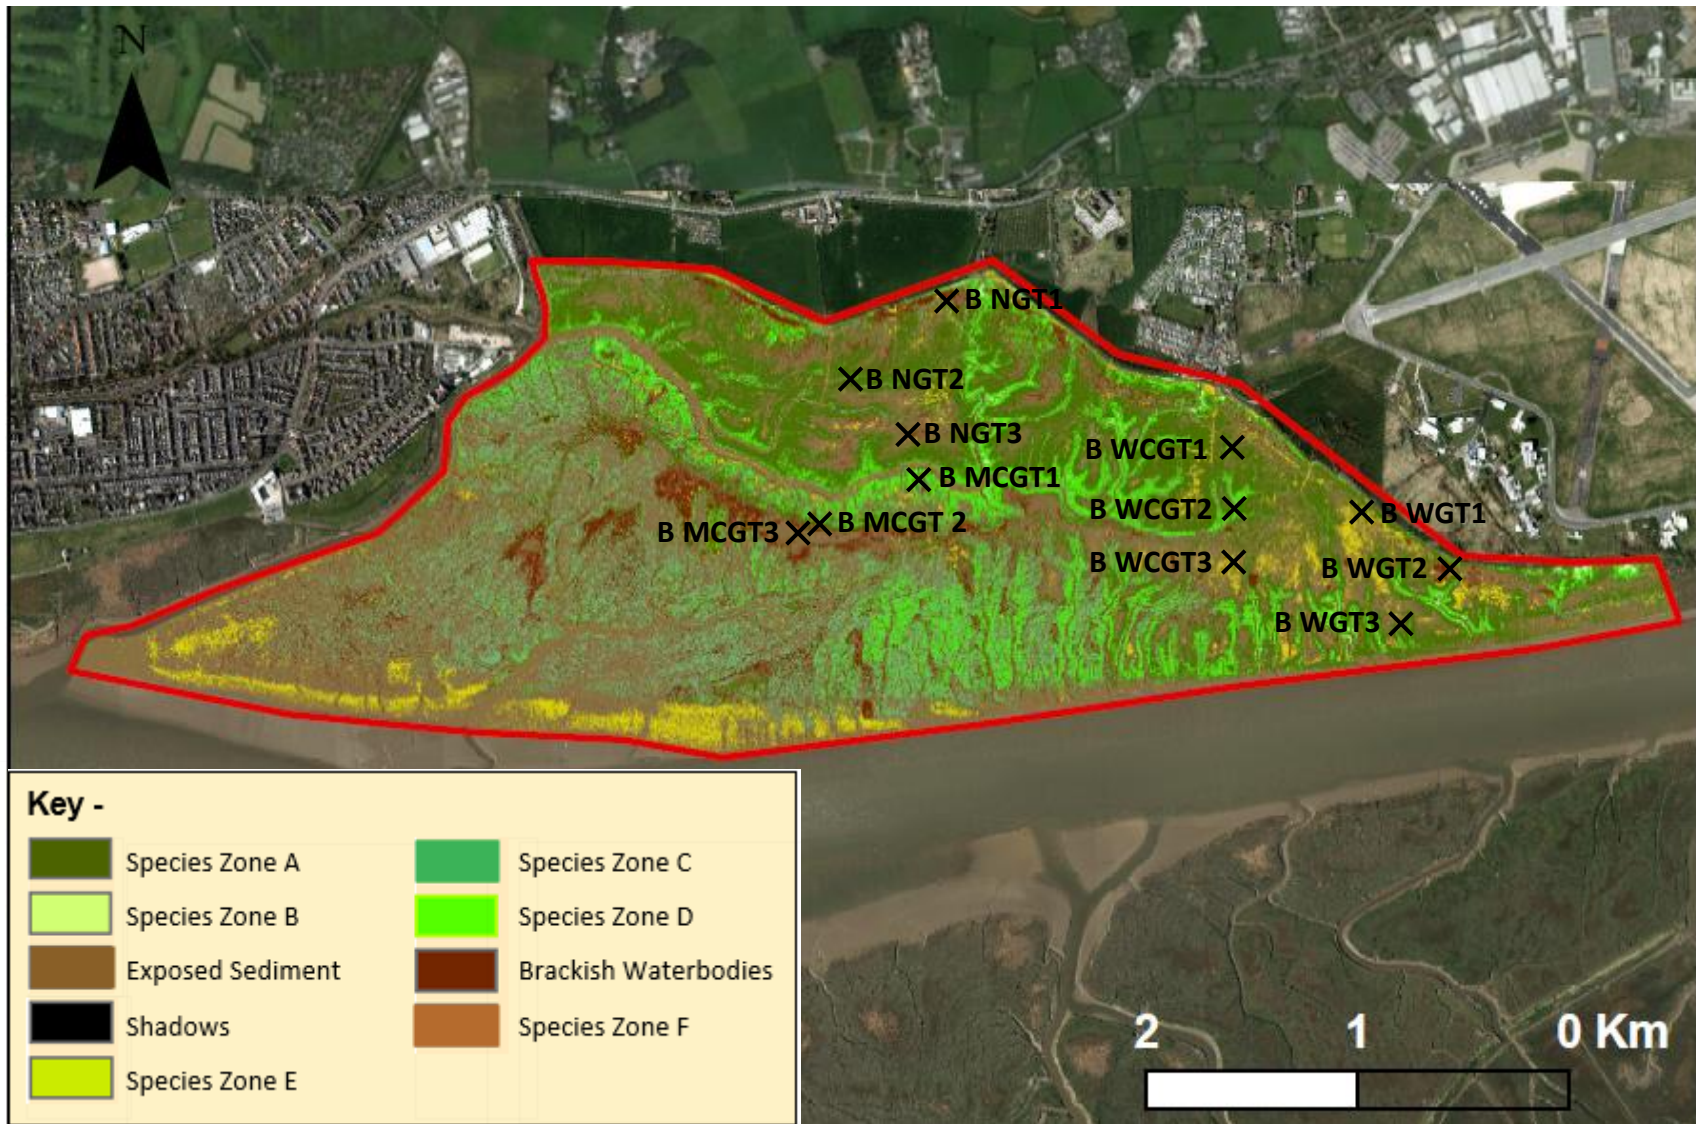 N
B NGT1
B NGT2
B NGT3
B WCGT1
B MCGT1
B WCGT2
B WGT1
B MCGT 2
B MCGT3
B WCGT3
B WGT2
B WGT3
Key -
Species Zone A
Species Zone C
Species Zone B
Species Zone D
Exposed Sediment
Brackish Waterbodies
Shadows
Species Zone F
Species Zone E
2 1 0 Km